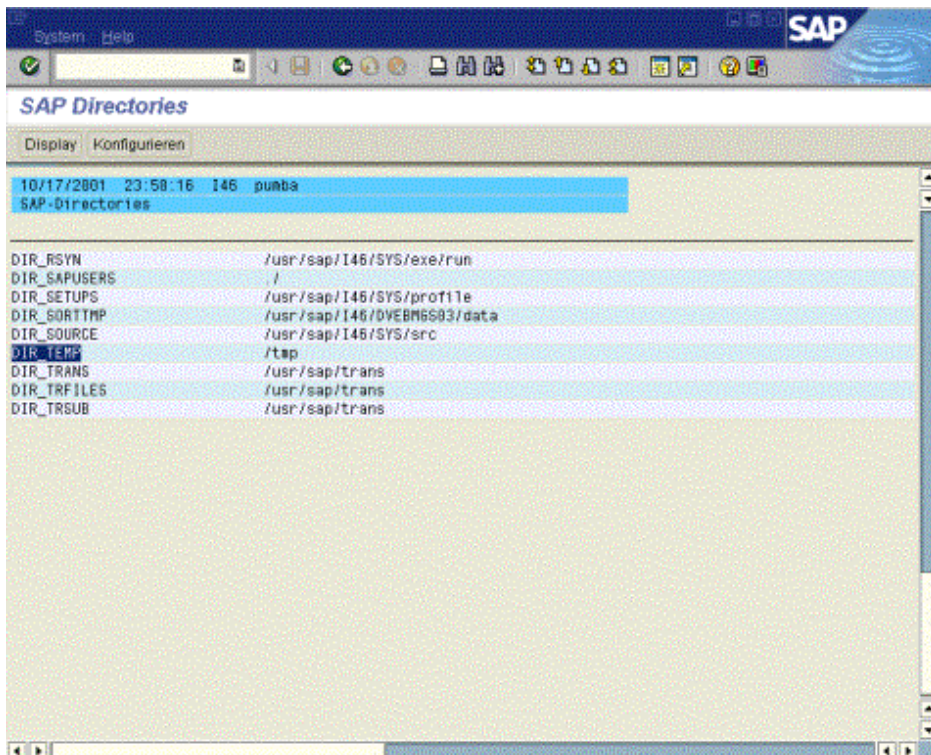 System Help
SAP
SAP Directories
Display Konfigurieren
10/17/2001 23:58:16 I46 pumba
SAP-Directories
DIR_RSYN /usr/sap/I46/SYS/exe/run
DIR_SAPUSERS ./
DIR_SETUPS /usr/sap/I46/SYS/profile
DIR_SORTTMP /usr/sap/I46/DVEBMGS03/data
DIR_SOURCE /usr/sap/I46/SYS/src
DIR_TEMP /tmp
DIR_TRANS /usr/sap/trans
DIR_TRFILES /usr/sap/trans
DIR_TRSUB /usr/sap/trans